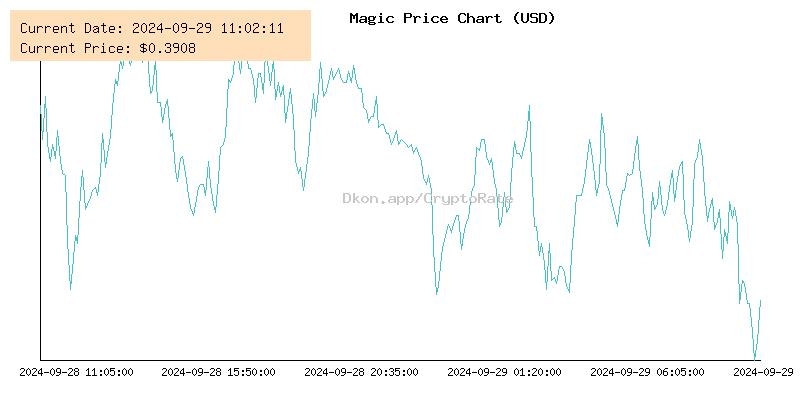 Magic Price Chart (USD)
Current Date: 2024-09-29 11:02:11
Current Price: $0.3908
Dkon.app/CryptoRate
2024-09-28 11:05:00 2024-09-28 15:50:00 2024-09-28 20:35:00 2024-09-29 01:20:00 2024-09-29 06:05:00 2024-09-29